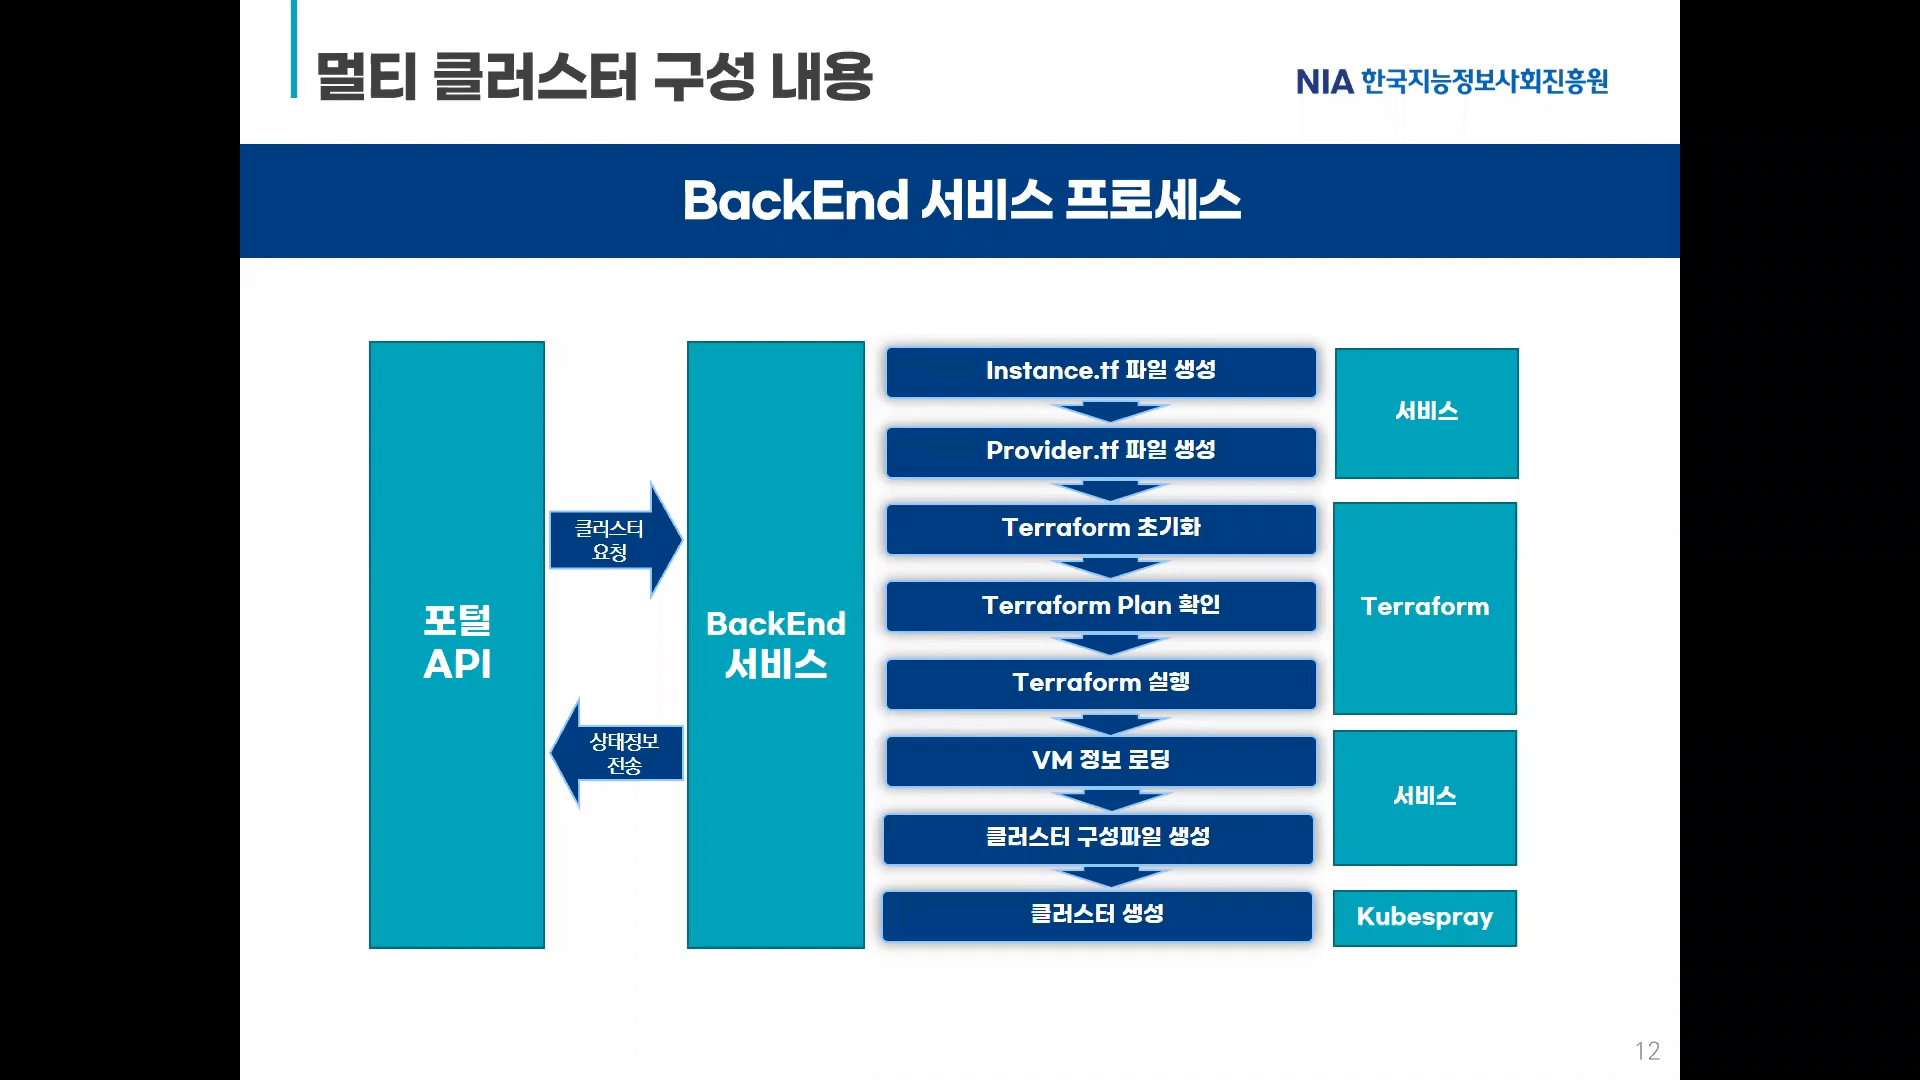 멀티 클러스터 구성 내용
NIA 한국지능정보사회진흥원
BackEnd 서비스 프로세스
포털
API
클러스터
요청
상태정보
전송
BackEnd
서비스
Instance.tf 파일 생성
Provider.tf 파일 생성
Terraform 초기화
Terraform Plan 확인
Terraform 실행
VM 정보 로딩
클러스터 구성파일 생성
클러스터 생성
서비스
Terraform
서비스
Kubespray
12